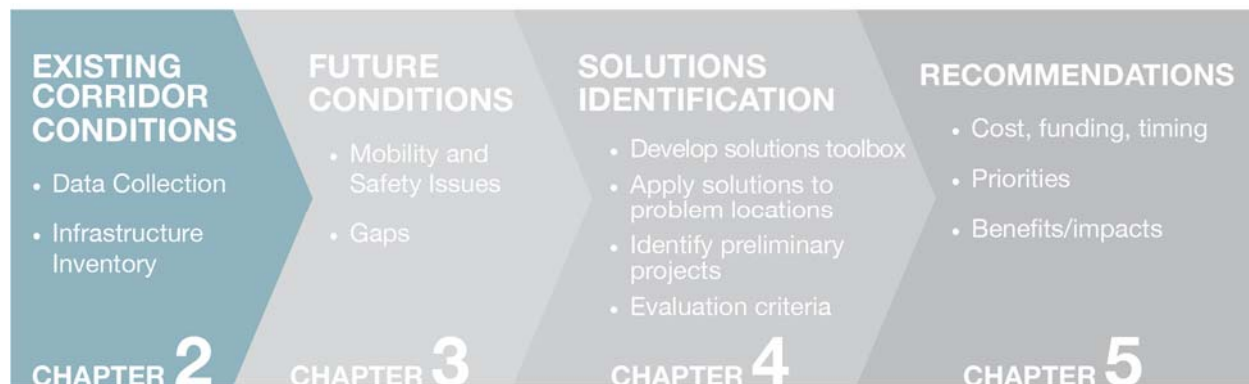 EXISTING
CORRIDOR
CONDITIONS
• Data Collection
• Infrastructure
Inventory
CHAPTER 2
FUTURE
CONDITIONS
• Mobility and
Safety Issues
• Gaps
CHAPTER 3
SOLUTIONS
IDENTIFICATION
• Develop solutions toolbox
• Apply solutions to
problem locations
• Identify preliminary
projects
• Evaluation criteria
CHAPTER 4
RECOMMENDATIONS
• Cost, funding, timing
• Priorities
• Benefits/impacts
CHAPTER 5